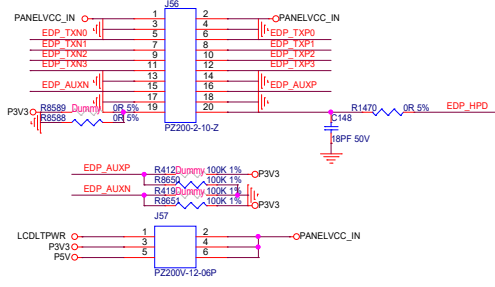 J56
PANELVCC_IN 1 2 PANELVCC_IN
3 4
EDP_TXN0 5 6 EDP_TXP0
EDP_TXN1 7 8 EDP_TXP1
EDP_TXN2 9 10 EDP_TXP2
EDP_TXN3 11 12 EDP_TXP3
13 14
EDP_AUXN 15 16 EDP_AUXP
17 18
P3V3 R8589 Dummy 0R 5% 19 20 R1470 0R 5% EDP_HPD
R8588 0R 5% PZ200-2-10-Z C148
18PF 50V
EDP_AUXP R412 Dummy 100K 1% P3V3
R8650 100K 1%
EDP_AUXN R419 Dummy 100K 1%
R8651 100K 1% P3V3
J57
LCDLTPWR 1 2 PANELVCC_IN
P3V3 3 4
P5V 5 6
PZ200V-12-06P